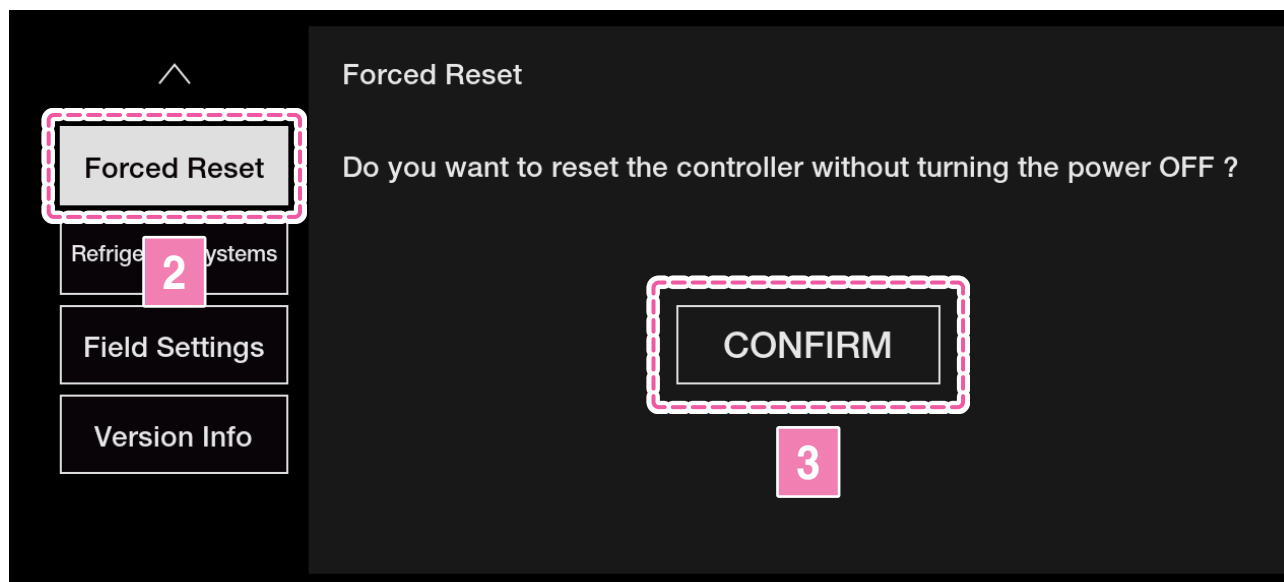 Forced Reset
Forced Reset
Do you want to reset the controller without turning the power OFF ?
2
ystems
Field Settings
CONFIRM
Version Info
3